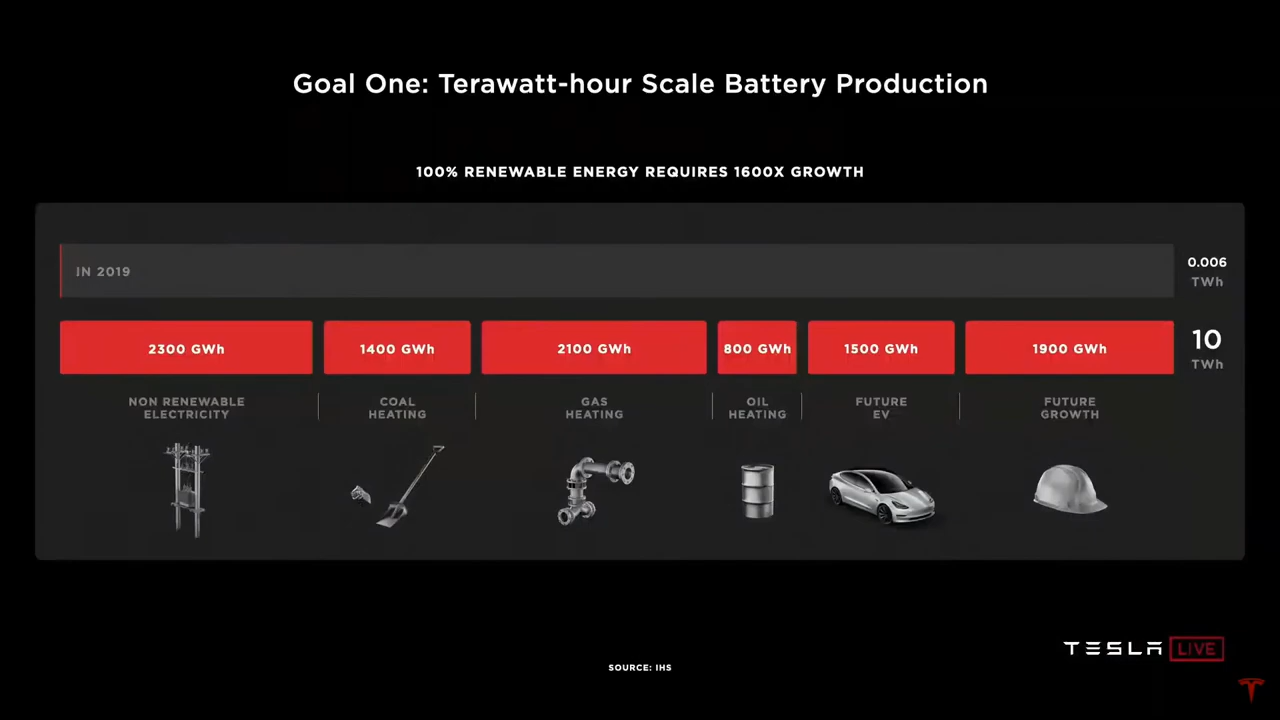 Goal One: Terawatt-hour Scale Battery Production
100% RENEWABLE ENERGY REQUIRES 1600X GROWTH
IN 2019
0.006
TWh
2300 GWh
1400 GWh
2100 GWh
800 GWh
1500 GWh
1900 GWh
10
TWh
NON RENEWABLE
ELECTRICITY
COAL
HEATING
GAS
HEATING
OIL
HEATING
FUTURE
EV
FUTURE
GROWTH
TESLA LIVE
SOURCE: IHS